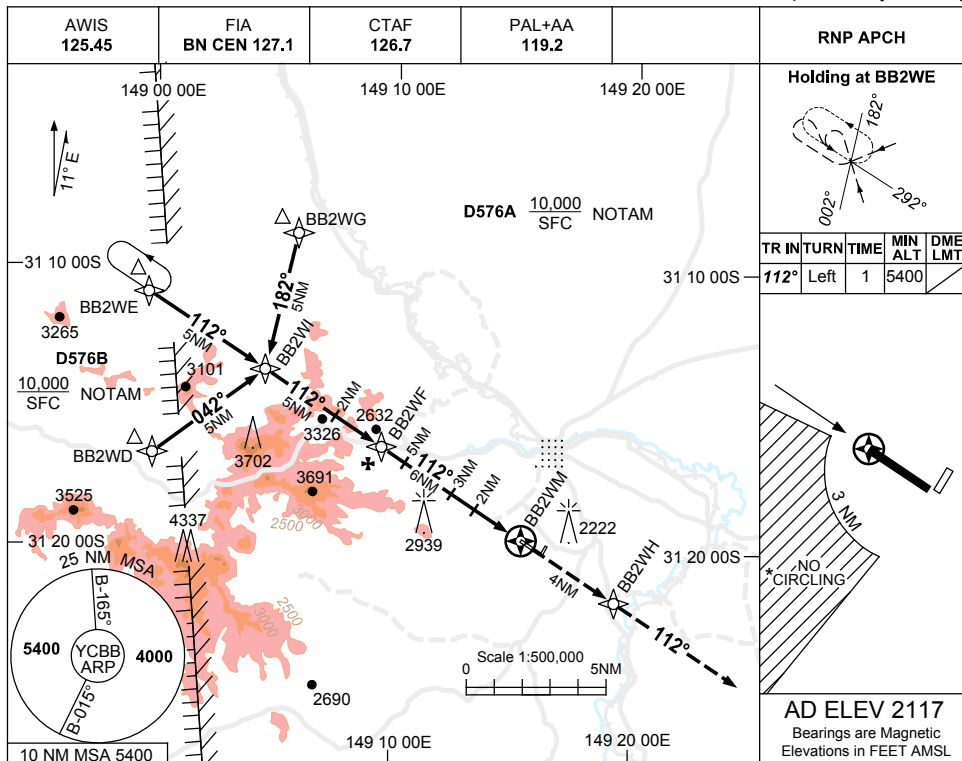 AWIS
125.45
FIA
BN CEN 127.1
CTAF
126.7
PAL+AA
119.2
RNP APCH
149 00 00E
149 10 00E
149 20 00E
11° E
D576A 10,000 SFC NOTAM
BB2WG
31 10 00S
31 10 00S
BB2WE
182°
5NM
112°
5NM
BB2WI
3265
D576B
10,000
SFC NOTAM
3101
042°
5NM
112°
5NM
2NM
3326
2632
BB2WF
BB2WD
3702
5NM
112°
6NM
3MM
2NM
BB2WM
3691
3000
2500
3525
2939
2222
4337
31 20 00S
31 20 00S
BB2WH
4NM
112°
25 NM MSA
B-165°
5400
YCBB
ARP
4000
B-015°
2500
3000
2690
Scale 1:500,000
0
5NM
10 NM MSA 5400
149 10 00E
149 20 00E
Holding at BB2WE
182°
002°
292°
TR IN TURN TIME MIN ALT DME LMT
112° Left 1 5400
3 NM
* NO
CIRCLING
AD ELEV 2117
Bearings are Magnetic
Elevations in FEET AMSL